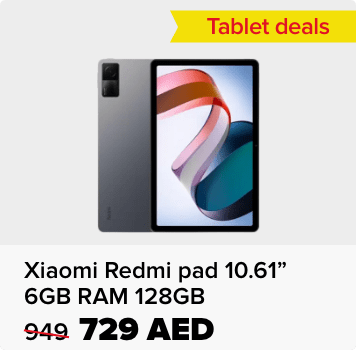 Tablet deals
Xiaomi Redmi pad 10.61”
6GB RAM 128GB
949 729 AED